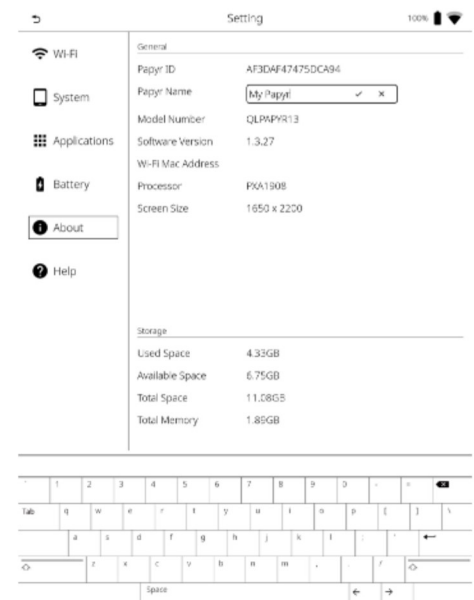 Setting
100%
Wi-Fi
System
Applications
Battery
About
Help
General
Papyr ID AF3DAF47475DCA94
Papyr Name My Papyr
Model Number QLPAPYR13
Software Version 1.3.27
Wi-Fi Mac Address
Processor PXA1908
Screen Size 1650 x 2200
Storage
Used Space 4.33GB
Available Space 6.75GB
Total Space 11.08GB
Total Memory 1.89GB
1 2 3 4 5 6 7 8 9 0 - =
Tab q w e r t y u i o p [ ] \
a s d f g h j k l ; '
z x c v b n m , . /
Space